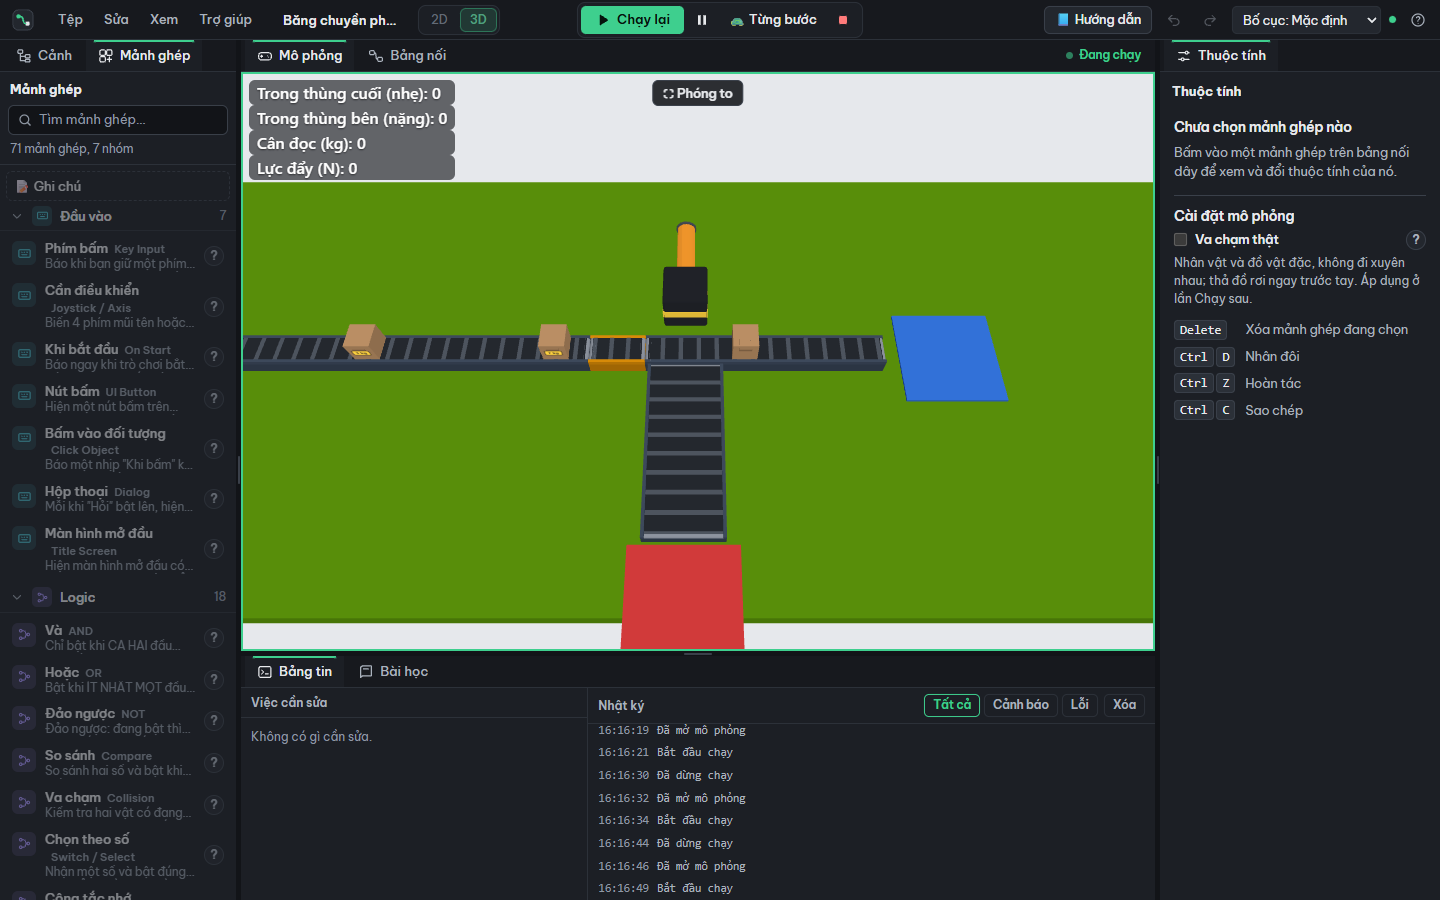 Tệp Sửa Xem Trợ giúp Băng chuyền ph... 2D 3D Chạy lại Từng bước Hướng dẫn Bố cục: Mặc định
Cảnh Mảnh ghép
Mảnh ghép
Tìm mảnh ghép...
71 mảnh ghép, 7 nhóm
Ghi chú
Đầu vào 7
Phím bấm Key Input ?
Báo khi bạn giữ một phím...
Cần điều khiển
Joystick / Axis ?
Biến 4 phím mũi tên hoặc...
Khi bắt đầu On Start ?
Báo ngay khi trò chơi bắt...
Nút bấm UI Button ?
Hiện một nút bấm trên...
Bấm vào đối tượng
Click Object ?
Báo một nhịp "Khi bấm" k...
Hộp thoại Dialog ?
Mỗi khi "Hỏi" bật lên, hiện...
Màn hình mở đầu
Title Screen ?
Hiện màn hình mở đầu có...
Logic 18
Và AND ?
Chỉ bật khi CA HAI đầu...
Hoặc OR ?
Bật khi ÍT NHẤT MỘT đầu...
Đảo ngược NOT ?
Đảo ngược: đang bật thì...
So sánh Compare ?
So sánh hai số và bật khi...
Va chạm Collision ?
Kiểm tra hai vật có đang...
Chọn theo số
Switch / Select ?
Nhận một số và bật đúng...
Công tắc nhớ
Mô phỏng Bảng nối Đang chạy
Trong thùng cuối (nhẹ): 0
Trong thùng bên (nặng): 0
Cân đọc (kg): 0
Lực đẩy (N): 0
Phóng to
Bảng tin Bài học
Việc cần sửa
Không có gì cần sửa.
Nhật ký Tất cả Cảnh báo Lỗi Xóa
16:16:19 Đã mở mô phỏng
16:16:21 Bắt đầu chạy
16:16:30 Đã dừng chạy
16:16:32 Đã mở mô phỏng
16:16:34 Bắt đầu chạy
16:16:44 Đã dừng chạy
16:16:46 Đã mở mô phỏng
16:16:49 Bắt đầu chạy
Thuộc tính
Thuộc tính
Chưa chọn mảnh ghép nào
Bấm vào một mảnh ghép trên bảng nối
dây để xem và đổi thuộc tính của nó.
Cài đặt mô phỏng
Va chạm thật ?
Nhân vật và đồ vật đặc, không đi xuyên
nhau; thả đồ rơi ngay trước tay. Áp dụng ở
lần Chạy sau.
Delete Xóa mảnh ghép đang chọn
Ctrl D Nhân đôi
Ctrl Z Hoàn tác
Ctrl C Sao chép